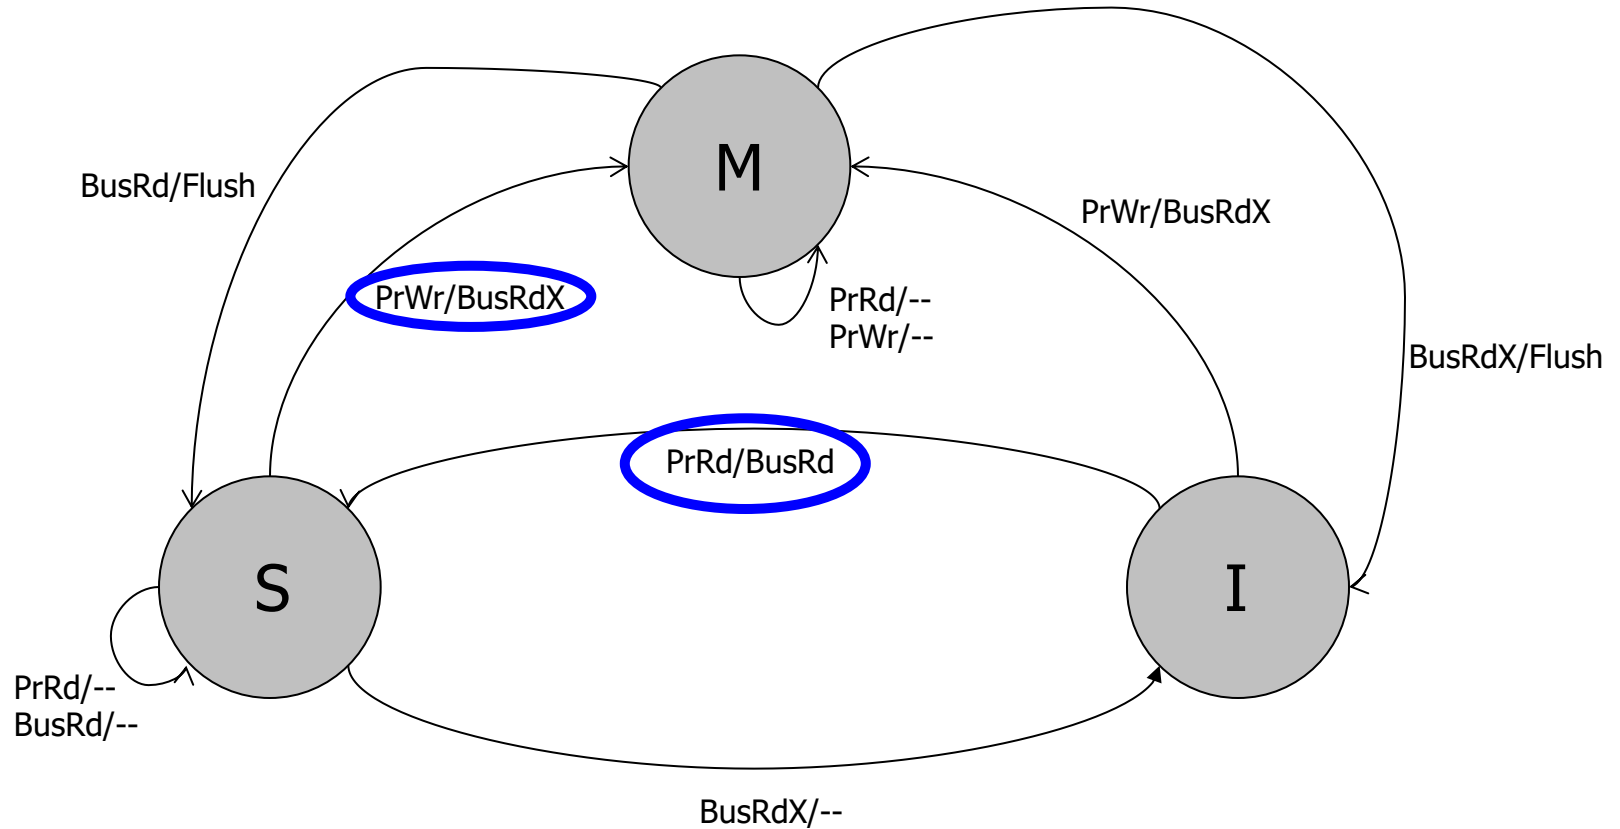 M
BusRd/Flush
PrWr/BusRdX
PrWr/BusRdX
PrRd/--
PrWr/--
BusRdX/Flush
PrRd/BusRd
S
I
PrRd/--
BusRd/--
BusRdX/--